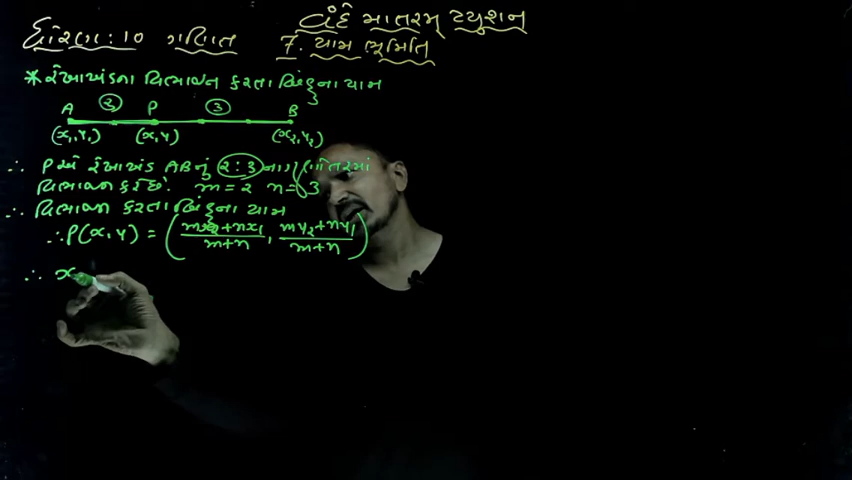 વંદે માતરમ્ ટ્યુશન
ધોરણ : 10 ગણિત 7. યામ ભૂમિતિ
* રેખાખંડના વિભાજન કરતા બિંદુના યામ
A ② P ③ B
(x₁, y₁) (x, y) (x₂, y₂)
∴ P એ રેખાખંડ ABનું 2 : 3 ના ગુણોતરમાં
વિભાજન કરે છે. m = 2 n = 3
∴ વિભાજન કરતા બિંદુના યામ
∴ P(x, y) = (mx₂ + nx₁ / m + n, my₂ + ny₁ / m + n)
∴ x